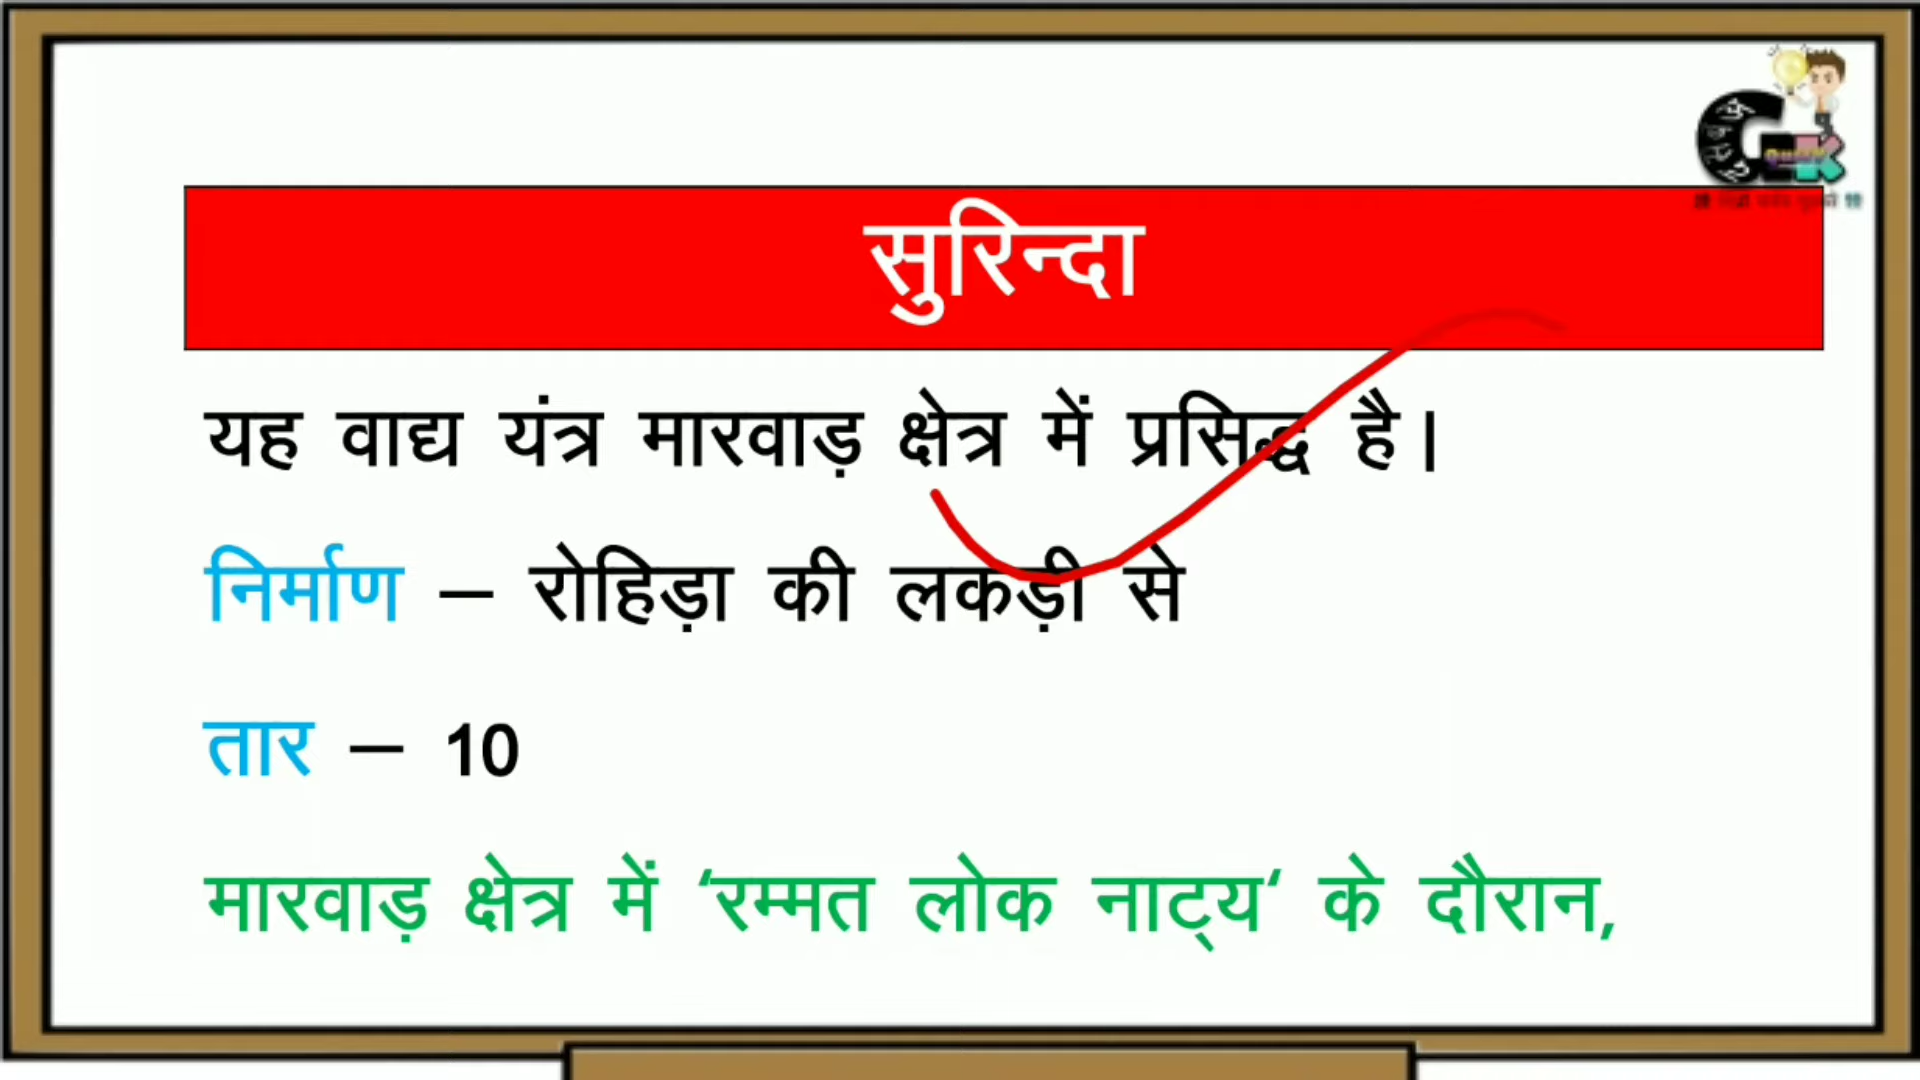 सुरिन्दा
यह वाद्य यंत्र मारवाड़ क्षेत्र में प्रसिद्ध है।
निर्माण – रोहिड़ा की लकड़ी से
तार – 10
मारवाड़ क्षेत्र में ‘रम्मत लोक नाट्य‘ के दौरान,